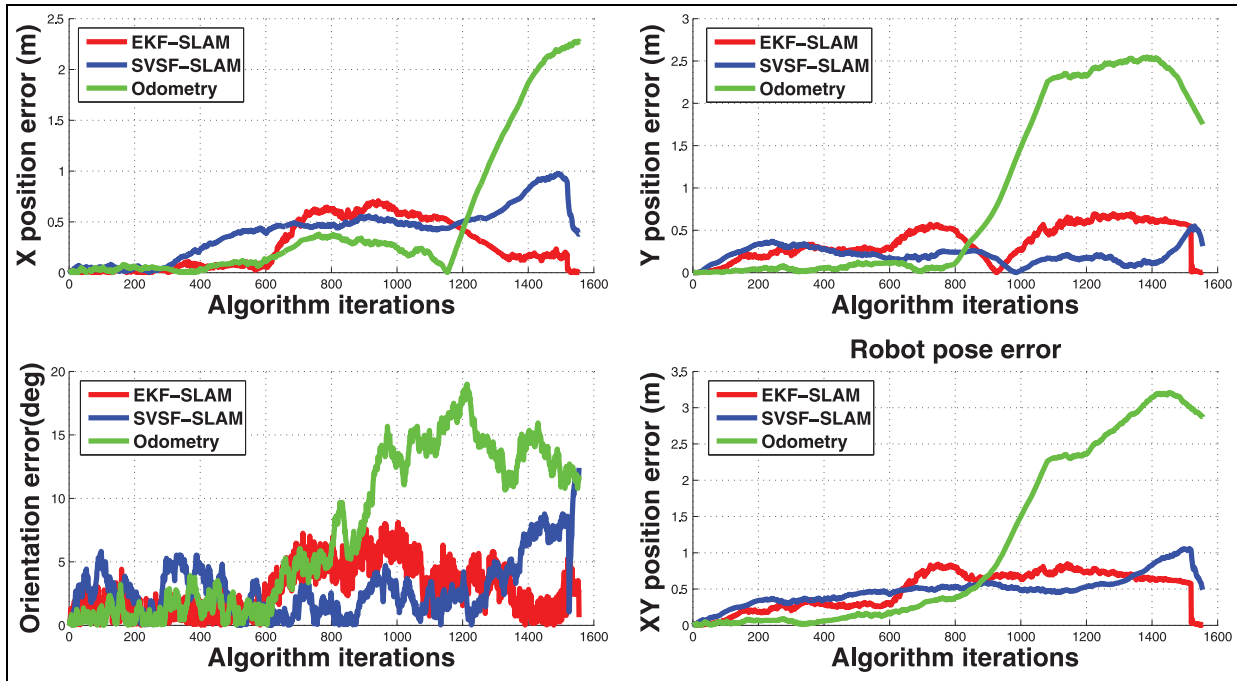 X position error (m)
2.5
2
1.5
1
0.5
0
EKF−SLAM
SVSF−SLAM
Odometry
0 200 400 600 800 1000 1200 1400 1600
Algorithm iterations
Y position error (m)
3
2.5
2
1.5
1
0.5
0
EKF−SLAM
SVSF−SLAM
Odometry
0 200 400 600 800 1000 1200 1400 1600
Algorithm iterations
Orientation error(deg)
20
15
10
5
0
EKF−SLAM
SVSF−SLAM
Odometry
0 200 400 600 800 1000 1200 1400 1600
Algorithm iterations
Robot pose error
XY position error (m)
3.5
3
2.5
2
1.5
1
0.5
0
EKF−SLAM
SVSF−SLAM
Odometry
0 200 400 600 800 1000 1200 1400 1600
Algorithm iterations